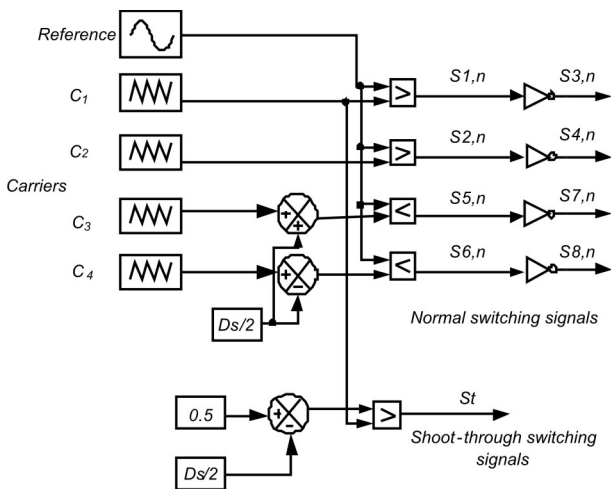 Reference
C1
S1,n
S3,n
>
C2
S2,n
S4,n
>
Carriers
C3
+
+
<
S5,n
S7,n
C4
+
−
<
S6,n
S8,n
Ds/2
Normal switching signals
0.5
+
−
>
St
Shoot-through switching
signals
Ds/2